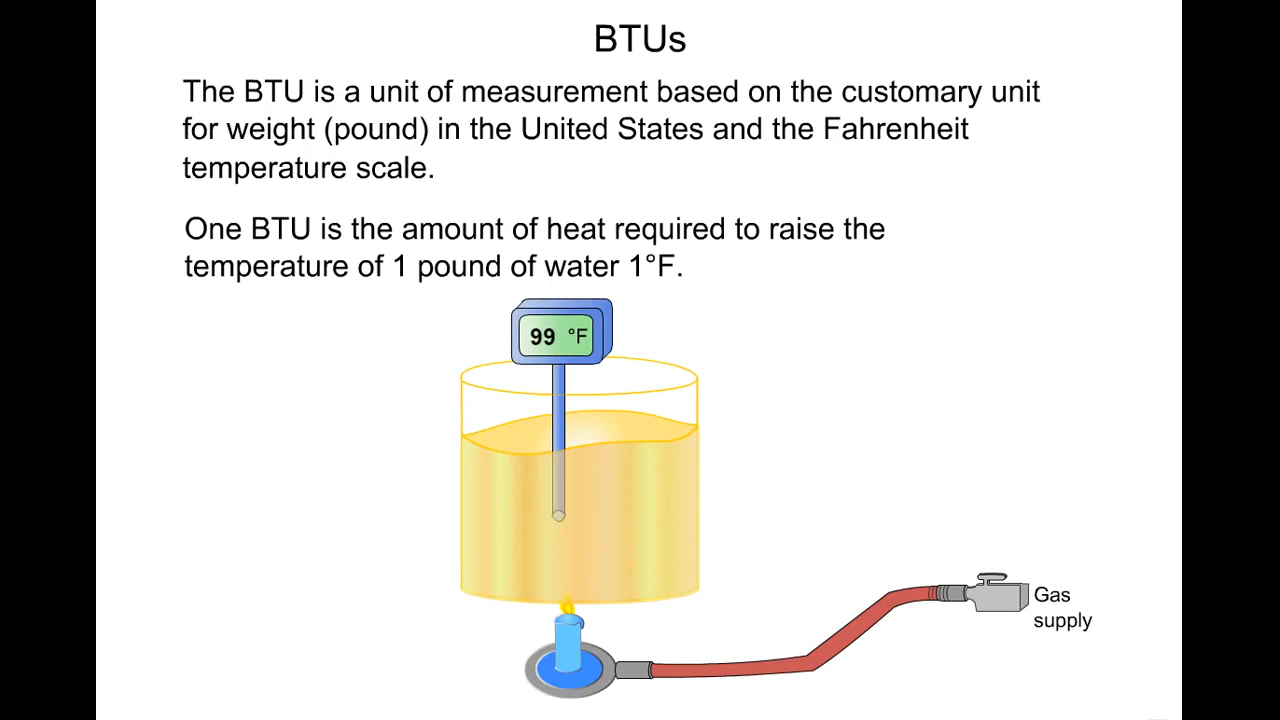 BTUs
The BTU is a unit of measurement based on the customary unit
for weight (pound) in the United States and the Fahrenheit
temperature scale.
One BTU is the amount of heat required to raise the
temperature of 1 pound of water 1°F.
99 °F
Gas
supply